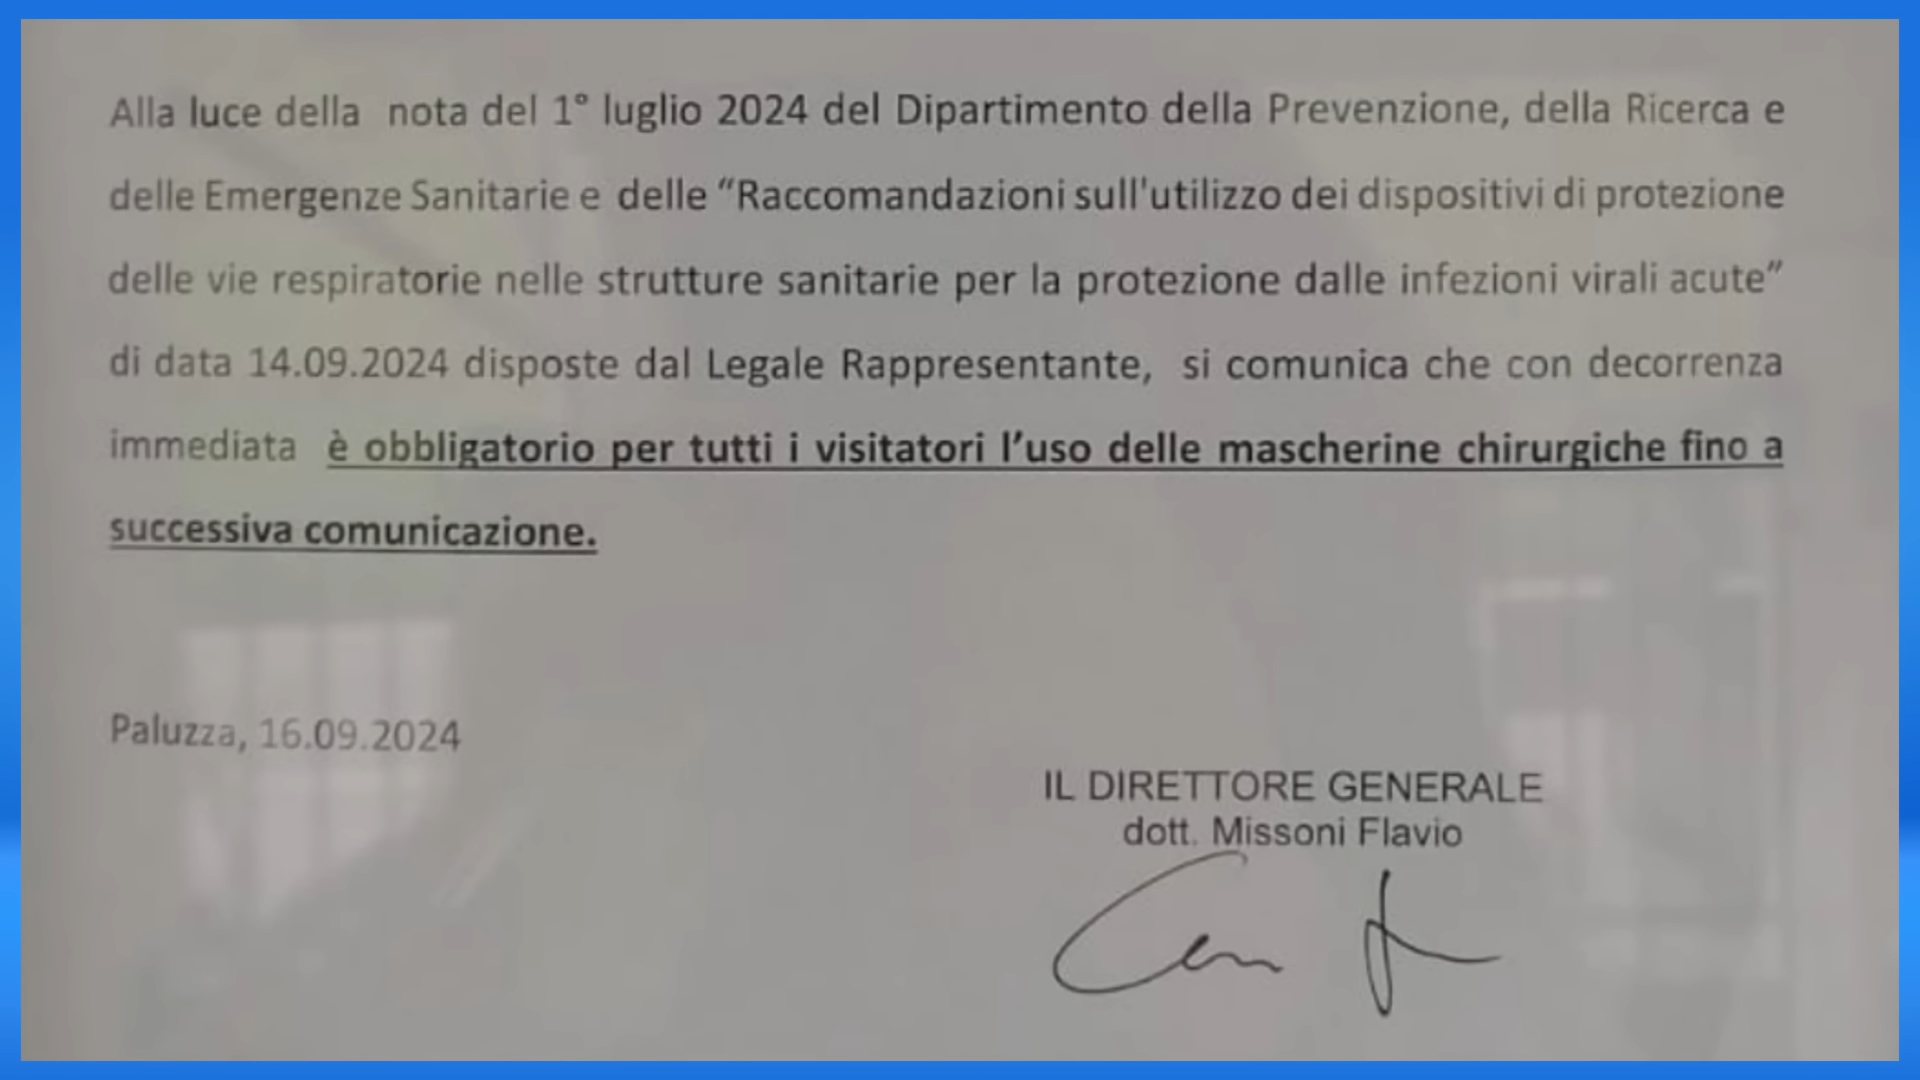 Alla luce della nota del 1° luglio 2024 del Dipartimento della Prevenzione, della Ricerca e
delle Emergenze Sanitarie e delle “Raccomandazioni sull'utilizzo dei dispositivi di protezione
delle vie respiratorie nelle strutture sanitarie per la protezione dalle infezioni virali acute”
di data 14.09.2024 disposte dal Legale Rappresentante, si comunica che con decorrenza
immediata è obbligatorio per tutti i visitatori l’uso delle mascherine chirurgiche fino a
successiva comunicazione.
Paluzza, 16.09.2024
IL DIRETTORE GENERALE
dott. Missoni Flavio